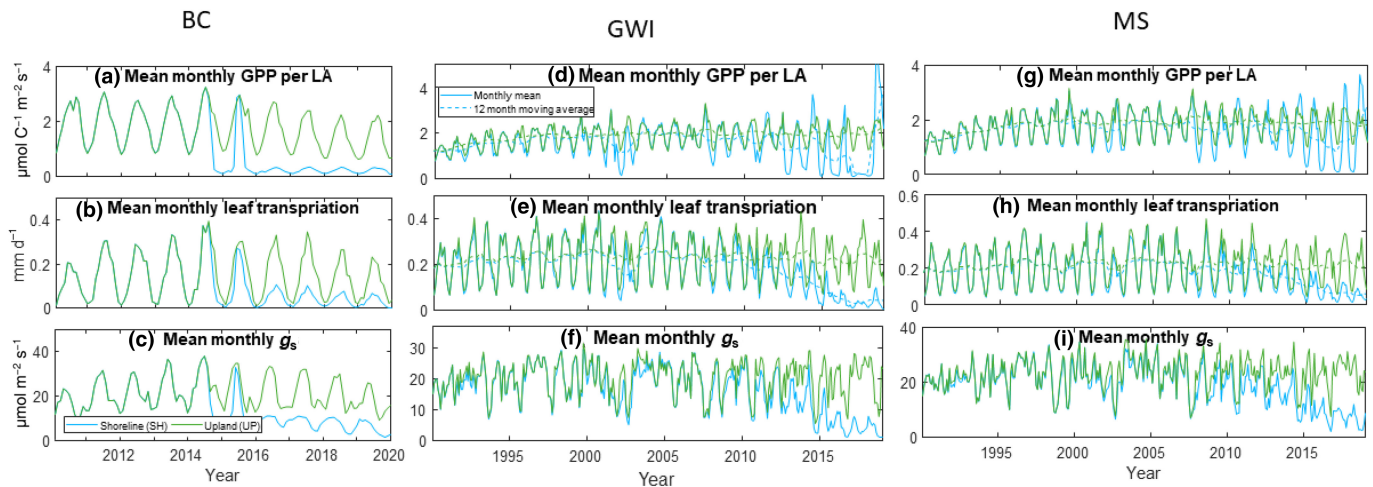 BC
GWI
MS
(a) Mean monthly GPP per LA
(d) Mean monthly GPP per LA
(g) Mean monthly GPP per LA
µmol C⁻¹ m⁻² s⁻¹
4
2
0
4
2
0
4
2
0
Monthly mean
12 month moving average
(b) Mean monthly leaf transpriation
(e) Mean monthly leaf transpriation
(h) Mean monthly leaf transpriation
mm d⁻¹
0.4
0.2
0
0.4
0.2
0
0.6
0.4
0.2
0
(c) Mean monthly gs
(f) Mean monthly gs
(i) Mean monthly gs
µmol m⁻² s⁻¹
40
20
0
30
20
10
0
40
20
0
Shoreline (SH) Upland (UP)
2012 2014 2016 2018 2020
1995 2000 2005 2010 2015
1995 2000 2005 2010 2015
Year
Year
Year